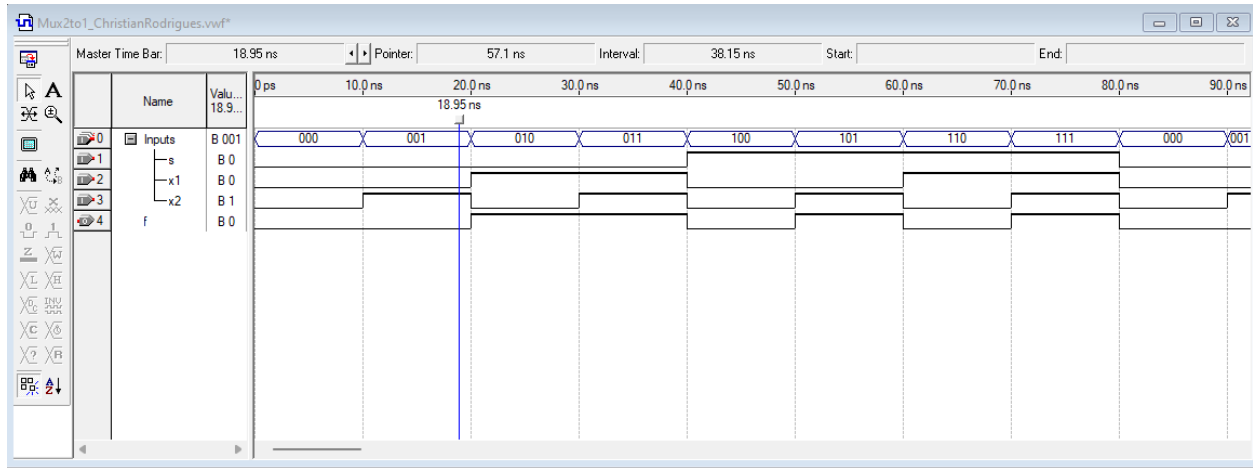 Mux2to1_ChristianRodrigues.vwf*
Master Time Bar: 18.95 ns Pointer: 57.1 ns Interval: 38.15 ns Start: End:
Name Valu... 18.9...
0 ps 10.0 ns 20.0 ns 30.0 ns 40.0 ns 50.0 ns 60.0 ns 70.0 ns 80.0 ns 90.0 ns
18.95 ns
0 Inputs B 001 000 001 010 011 100 101 110 111 000 001
1 s B 0
2 x1 B 0
3 x2 B 1
4 f B 0